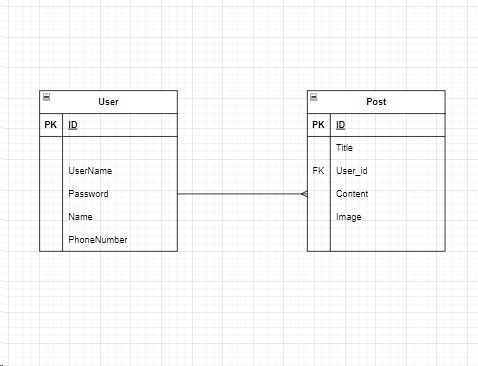 User
PK ID
UserName
Password
Name
PhoneNumber
Post
PK ID
Title
FK User_id
Content
Image